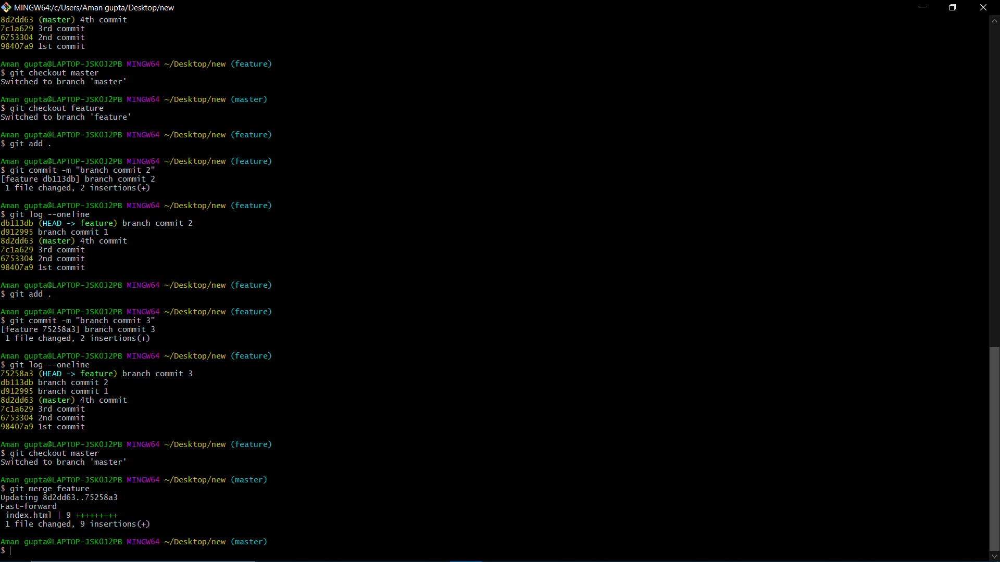 MINGW64:/c/Users/Aman gupta/Desktop/new
8d2dd63 (master) 4th commit
7c1a629 3rd commit
6753304 2nd commit
98407a9 1st commit
Aman gupta@LAPTOP-JSKOJ2PB MINGW64 ~/Desktop/new (feature)
$ git checkout master
Switched to branch 'master'
Aman gupta@LAPTOP-JSKOJ2PB MINGW64 ~/Desktop/new (master)
$ git checkout feature
Switched to branch 'feature'
Aman gupta@LAPTOP-JSKOJ2PB MINGW64 ~/Desktop/new (feature)
$ git add .
Aman gupta@LAPTOP-JSKOJ2PB MINGW64 ~/Desktop/new (feature)
$ git commit -m "branch commit 2"
[feature db113db] branch commit 2
 1 file changed, 2 insertions(+)
Aman gupta@LAPTOP-JSKOJ2PB MINGW64 ~/Desktop/new (feature)
$ git log --oneline
db113db (HEAD -> feature) branch commit 2
d912995 branch commit 1
8d2dd63 (master) 4th commit
7c1a629 3rd commit
6753304 2nd commit
98407a9 1st commit
Aman gupta@LAPTOP-JSKOJ2PB MINGW64 ~/Desktop/new (feature)
$ git add .
Aman gupta@LAPTOP-JSKOJ2PB MINGW64 ~/Desktop/new (feature)
$ git commit -m "branch commit 3"
[feature 75258a3] branch commit 3
 1 file changed, 2 insertions(+)
Aman gupta@LAPTOP-JSKOJ2PB MINGW64 ~/Desktop/new (feature)
$ git log --oneline
75258a3 (HEAD -> feature) branch commit 3
db113db branch commit 2
d912995 branch commit 1
8d2dd63 (master) 4th commit
7c1a629 3rd commit
6753304 2nd commit
98407a9 1st commit
Aman gupta@LAPTOP-JSKOJ2PB MINGW64 ~/Desktop/new (feature)
$ git checkout master
Switched to branch 'master'
Aman gupta@LAPTOP-JSKOJ2PB MINGW64 ~/Desktop/new (master)
$ git merge feature
Updating 8d2dd63..75258a3
Fast-forward
 index.html | 9 +++++++++
 1 file changed, 9 insertions(+)
Aman gupta@LAPTOP-JSKOJ2PB MINGW64 ~/Desktop/new (master)
$